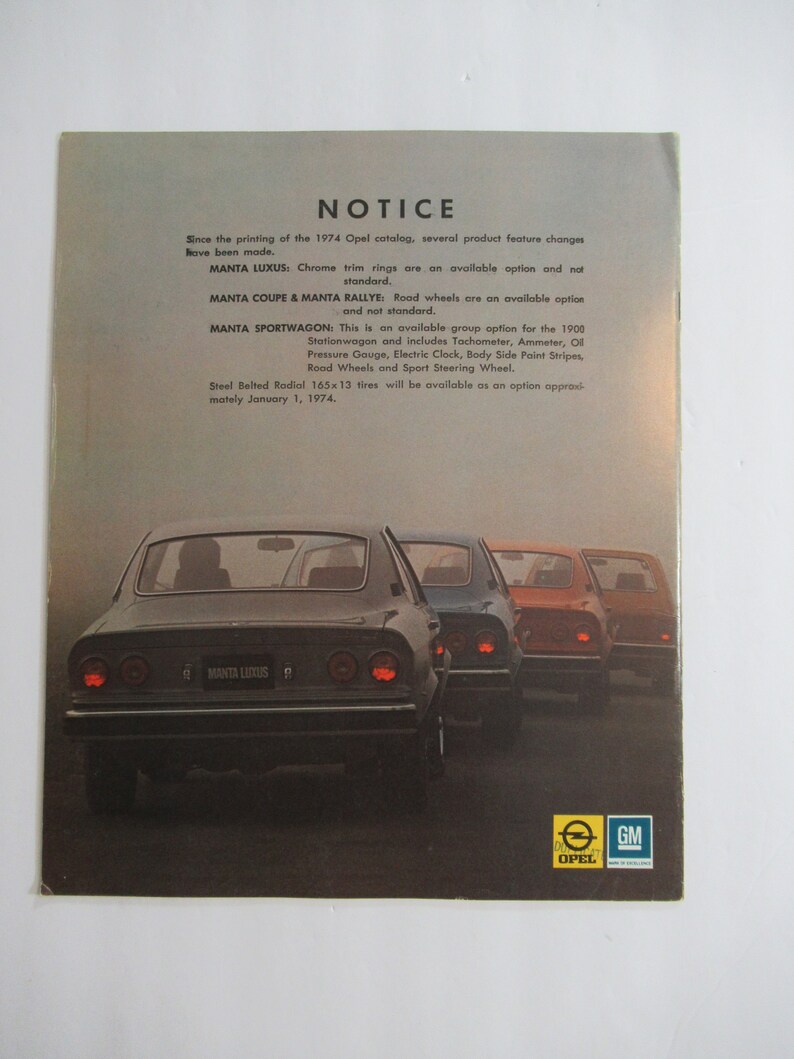 NOTICE
Since the printing of the 1974 Opel catalog, several product feature changes
have been made.
MANTA LUXUS: Chrome trim rings are an available option and not
standard.
MANTA COUPE & MANTA RALLYE: Road wheels are an available option
and not standard.
MANTA SPORTWAGON: This is an available group option for the 1900
Stationwagon and includes Tachometer, Ammeter, Oil
Pressure Gauge, Electric Clock, Body Side Paint Stripes,
Road Wheels and Sport Steering Wheel.
Steel Belted Radial 165x13 tires will be available as an option approxi-
mately January 1, 1974.
MANTA LUXUS
DUPLICATE
OPEL
GM
MARK OF EXCELLENCE